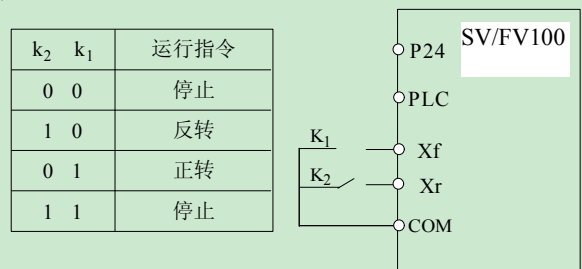 k₂ k₁ 运行指令
0 0 停止
1 0 反转
0 1 正转
1 1 停止
SV/FV100
P24
PLC
K₁
Xf
K₂
Xr
COM